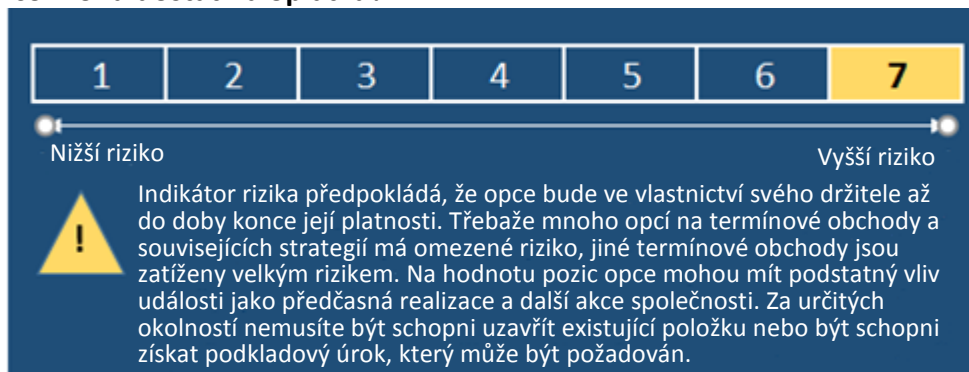 1 2 3 4 5 6 7
Nižší riziko Vyšší riziko
Indikátor rizika předpokládá, že opce bude ve vlastnictví svého držitele až
do doby konce její platnosti. Třebaže mnoho opcí na termínové obchody a
! souvisejících strategií má omezené riziko, jiné termínové obchody jsou
zatíženy velkým rizikem. Na hodnotu pozic opce mohou mít podstatný vliv
události jako předčasná realizace a další akce společnosti. Za určitých
okolností nemusíte být schopni uzavřít existující položku nebo být schopni
získat podkladový úrok, který může být požadován.